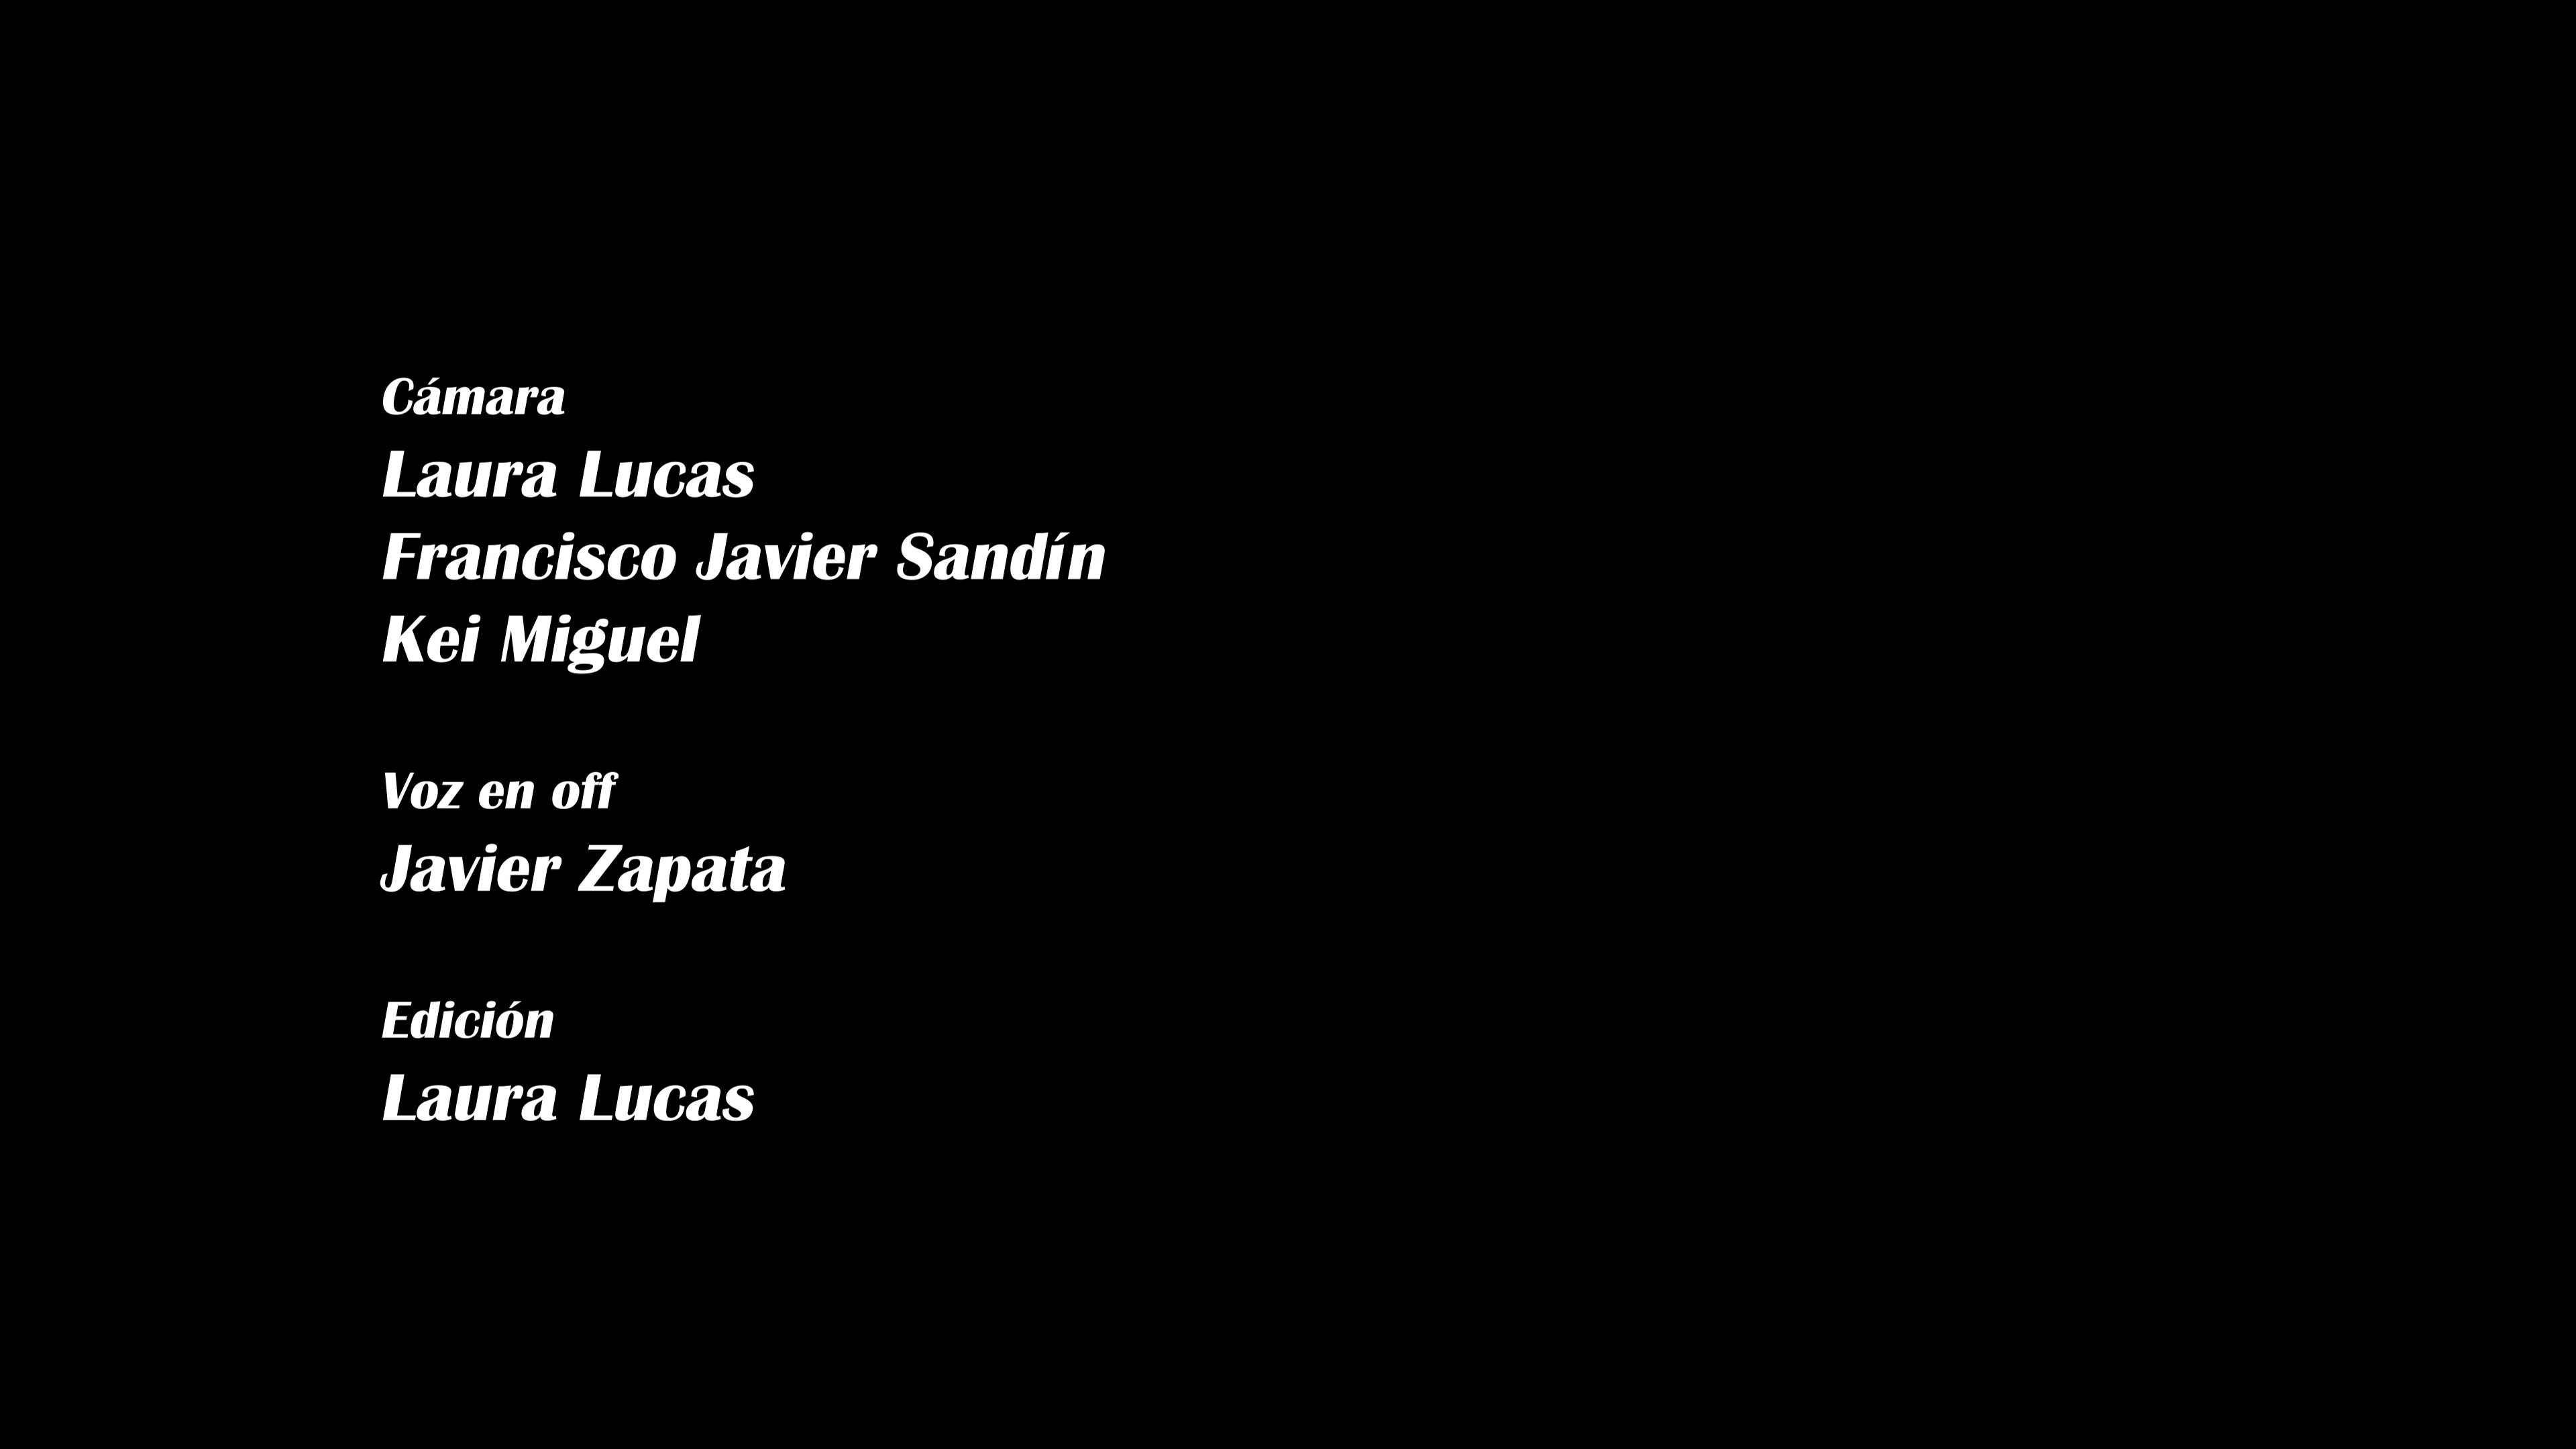 Cámara
Laura Lucas
Francisco Javier Sandín
Kei Miguel
Voz en off
Javier Zapata
Edición
Laura Lucas